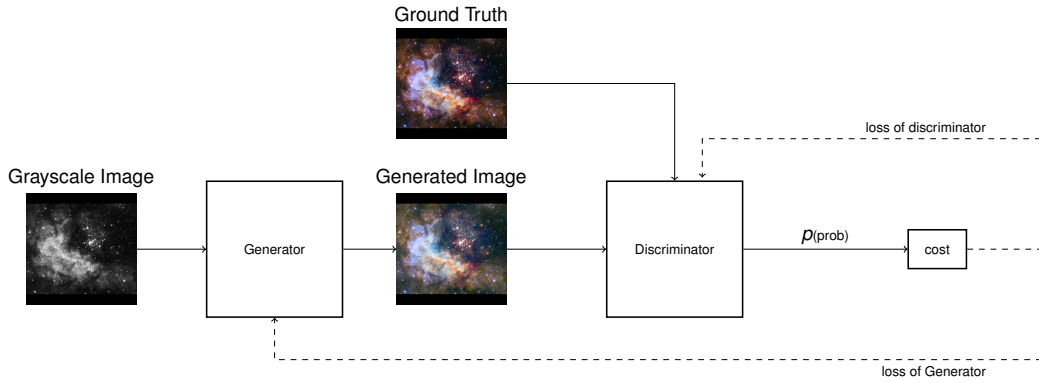 Ground Truth
loss of discriminator
Grayscale Image
Generated Image
Generator
Discriminator
p(prob)
cost
loss of Generator